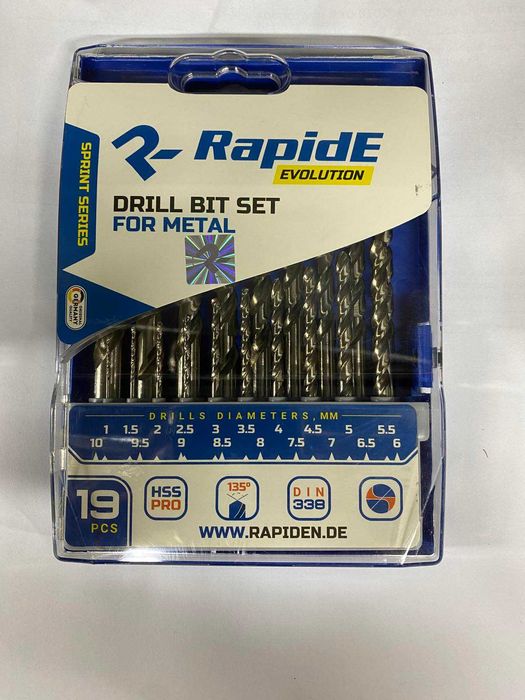 RapidE
EVOLUTION
SPRINT SERIES
DRILL BIT SET
FOR METAL
GERMANY
DRILLS DIAMETERS, MM
1 1.5 2 2.5 3 3.5 4 4.5 5 5.5
10 9.5 9 8.5 8 7.5 7 6.5 6
19
PCS
HSS
PRO
135°
DIN
338
WWW.RAPIDEN.DE